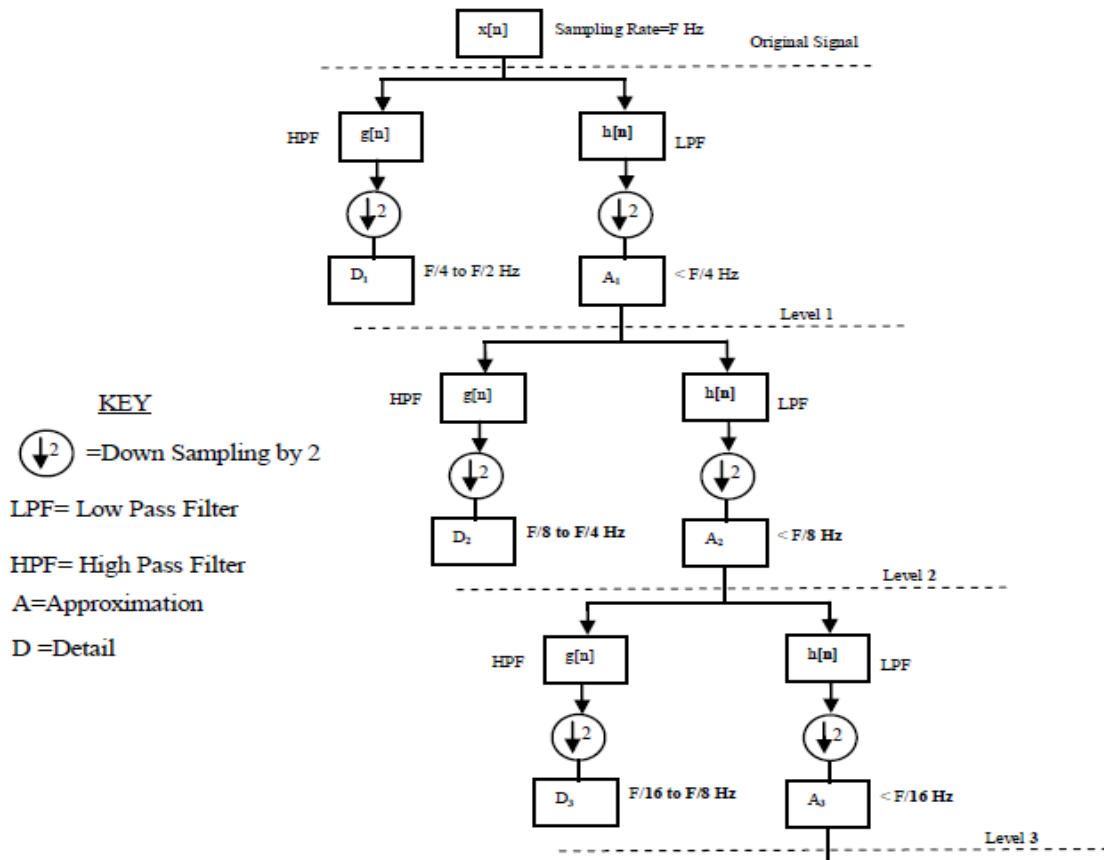 x[n] Sampling Rate=F Hz
Original Signal
HPF g[n] h[n] LPF
2 2
D₁ F/4 to F/2 Hz A₁ < F/4 Hz
Level 1
HPF g[n] h[n] LPF
KEY
2 =Down Sampling by 2
2 2
LPF= Low Pass Filter
D₂ F/8 to F/4 Hz A₂ < F/8 Hz
HPF= High Pass Filter
Level 2
A=Approximation
D =Detail
HPF g[n] h[n] LPF
2 2
D₃ F/16 to F/8 Hz A₃ < F/16 Hz
Level 3